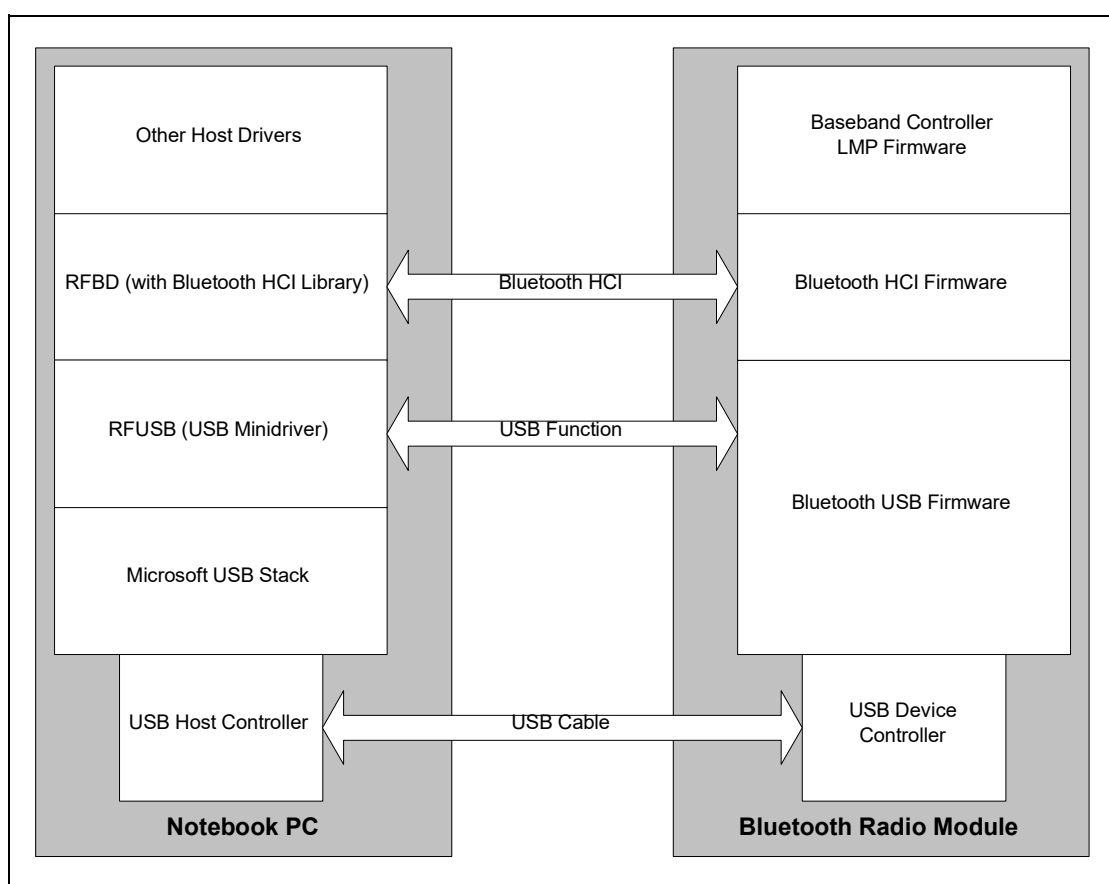 Other Host Drivers
RFBD (with Bluetooth HCI Library)
RFUSB (USB Minidriver)
Microsoft USB Stack
USB Host Controller
Notebook PC
Bluetooth HCI
USB Function
USB Cable
Baseband Controller
LMP Firmware
Bluetooth HCI Firmware
Bluetooth USB Firmware
USB Device
Controller
Bluetooth Radio Module